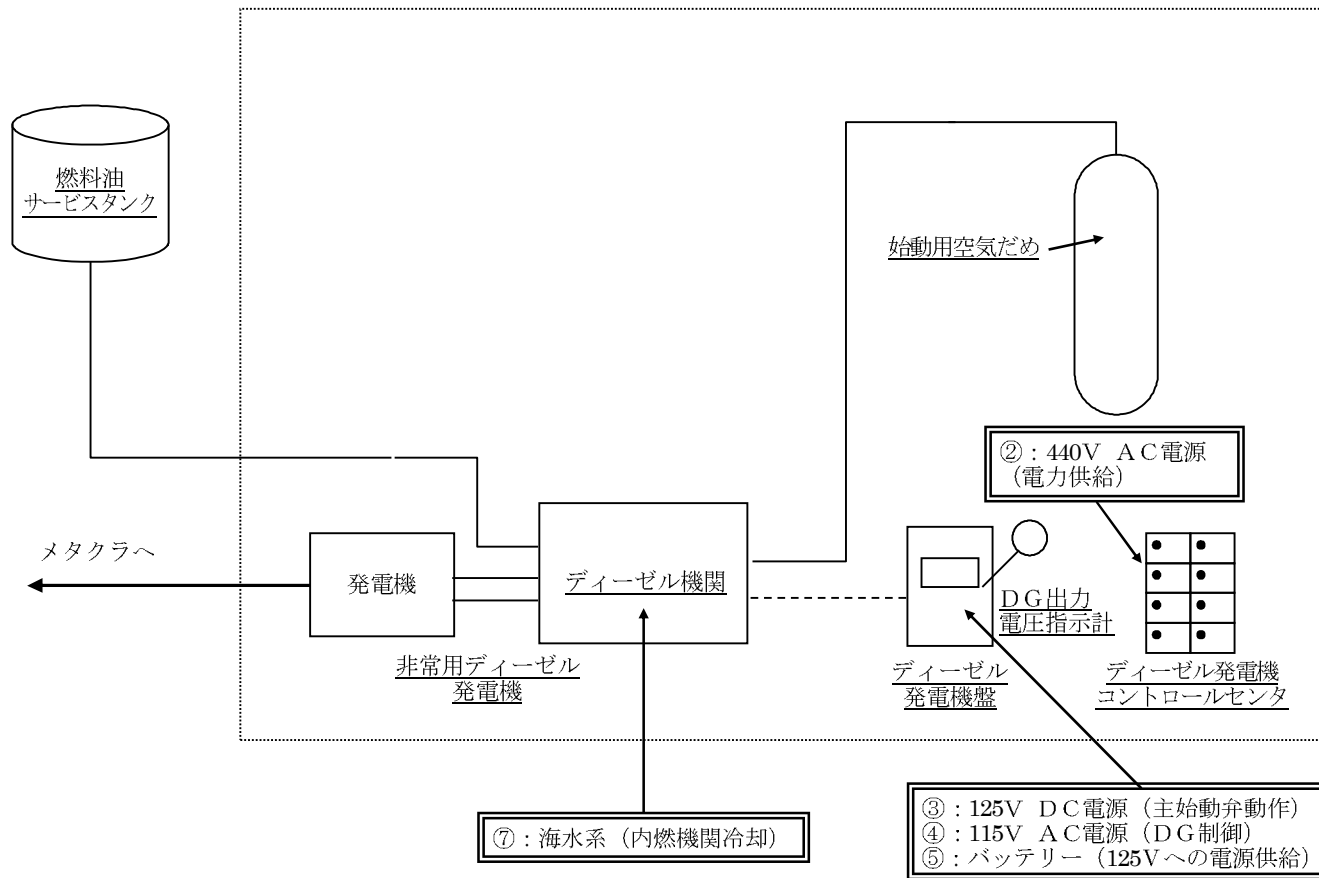 燃料油
サービスタンク
始動用空気だめ
②：440V ＡＣ電源
（電力供給）
メタクラへ
発電機
ディーゼル機関
非常用ディーゼル
発電機
ＤＧ出力
電圧指示計
ディーゼル
発電機盤
ディーゼル発電機
コントロールセンタ
⑦：海水系（内燃機関冷却）
③：125V ＤＣ電源（主始動弁動作）
④：115V ＡＣ電源（ＤＧ制御）
⑤：バッテリー（125Vへの電源供給）